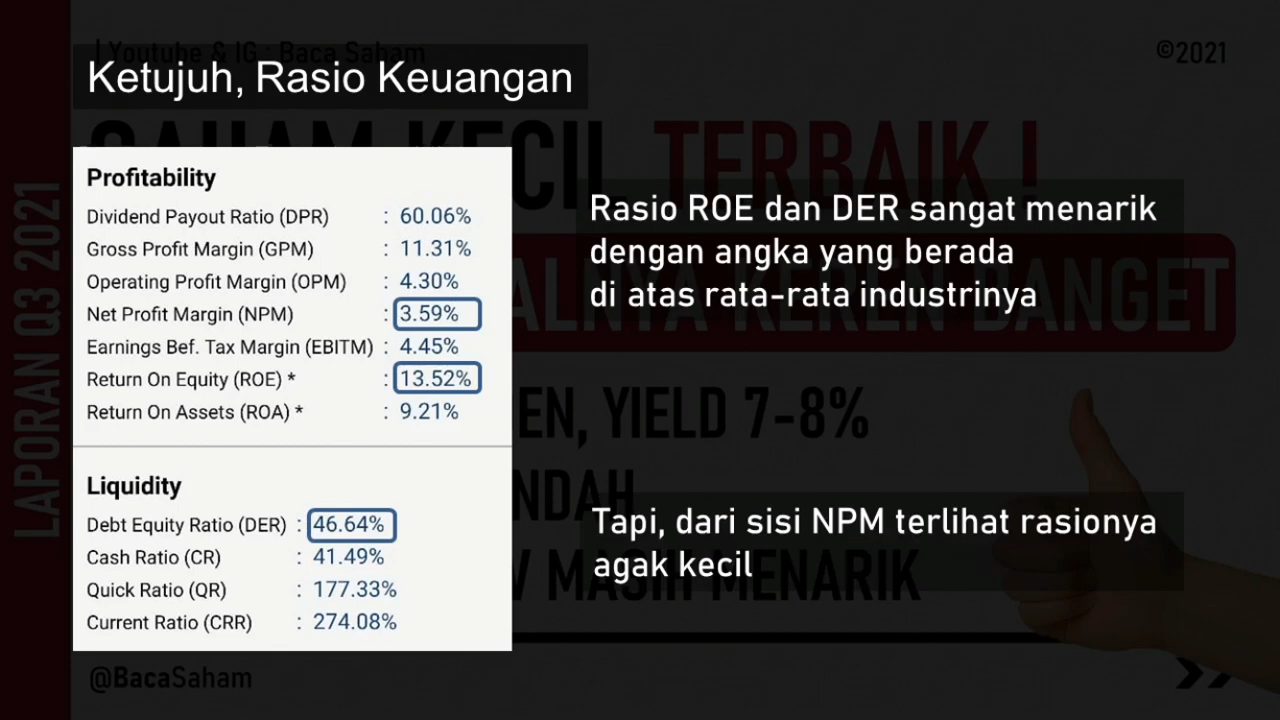 | Youtube & IG : Baca Saham
©2021
Ketujuh, Rasio Keuangan
TERBAIK !
LAPORAN Q3 2021
Profitability
Dividend Payout Ratio (DPR) : 60.06%
Gross Profit Margin (GPM) : 11.31%
Operating Profit Margin (OPM) : 4.30%
Net Profit Margin (NPM) : 3.59%
Earnings Bef. Tax Margin (EBITM) : 4.45%
Return On Equity (ROE) * : 13.52%
Return On Assets (ROA) * : 9.21%
Rasio ROE dan DER sangat menarik
dengan angka yang berada
di atas rata-rata industrinya
KEREN BANGET
YIELD 7-8%
Liquidity
Debt Equity Ratio (DER) : 46.64%
Cash Ratio (CR) : 41.49%
Quick Ratio (QR) : 177.33%
Current Ratio (CRR) : 274.08%
Tapi, dari sisi NPM terlihat rasionya
agak kecil
MASIH MENARIK
@BacaSaham